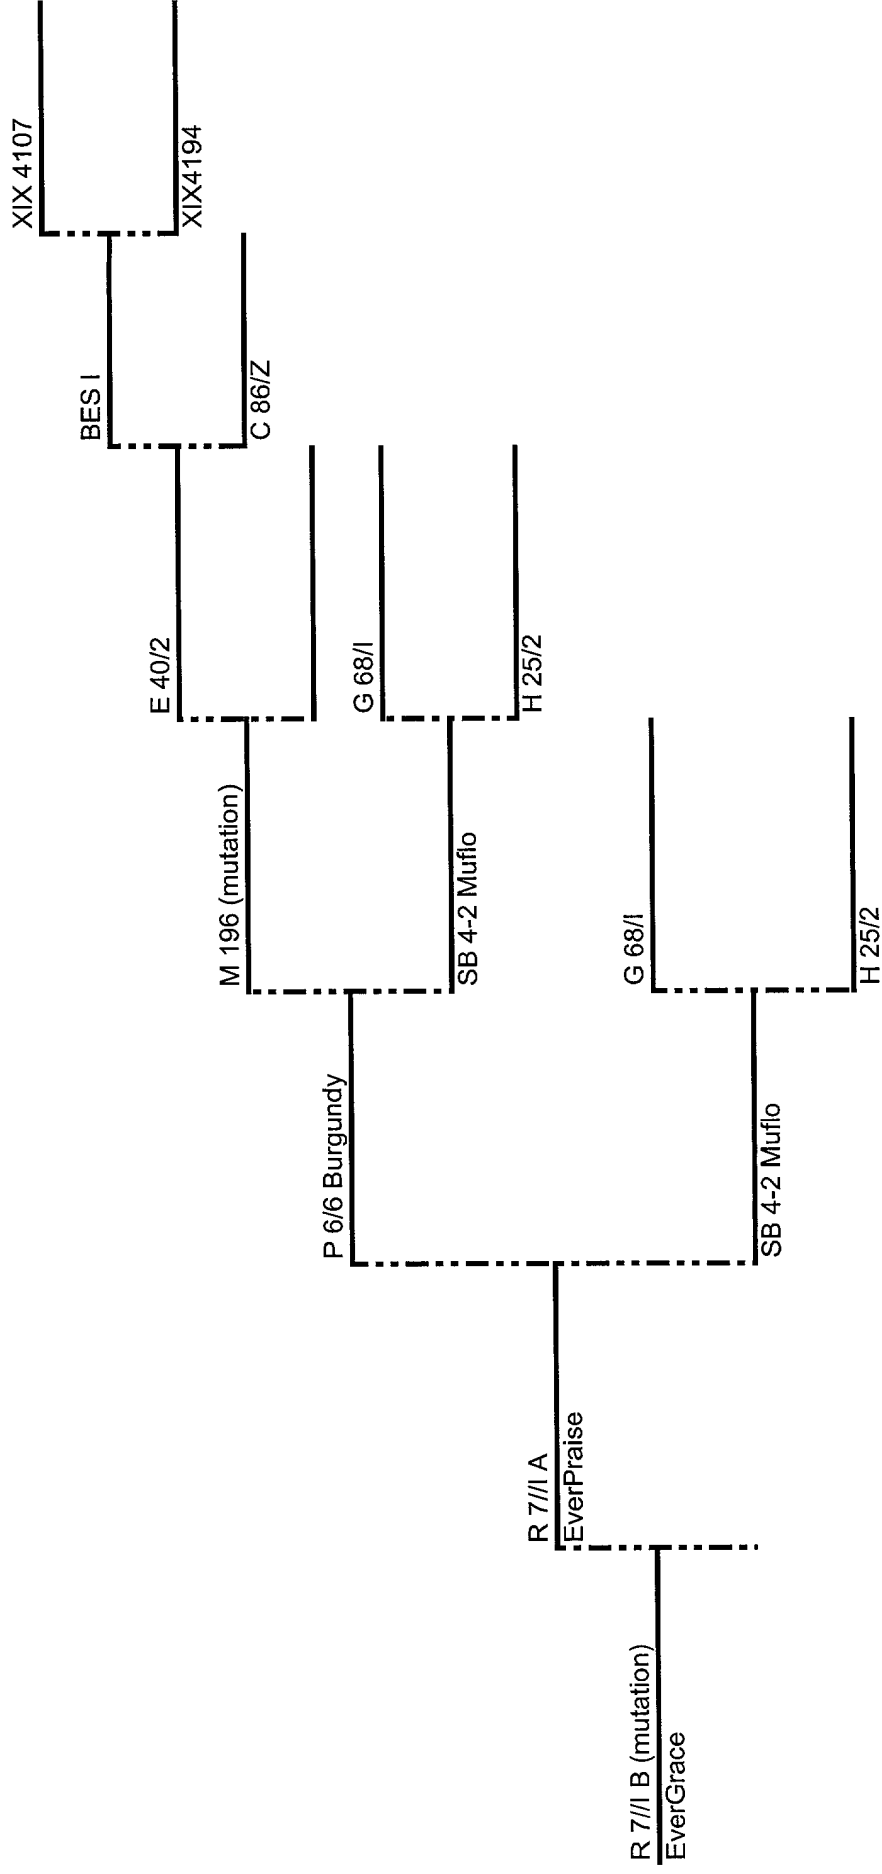 XIX 4107
XIX4194
BES I
C 86/Z
E 40/2
G 68/I
H 25/2
M 196 (mutation)
SB 4-2 Muflo
G 68/I
H 25/2
P 6/6 Burgundy
SB 4-2 Muflo
R 7//I A
EverPraise
R 7//I B (mutation)
EverGrace